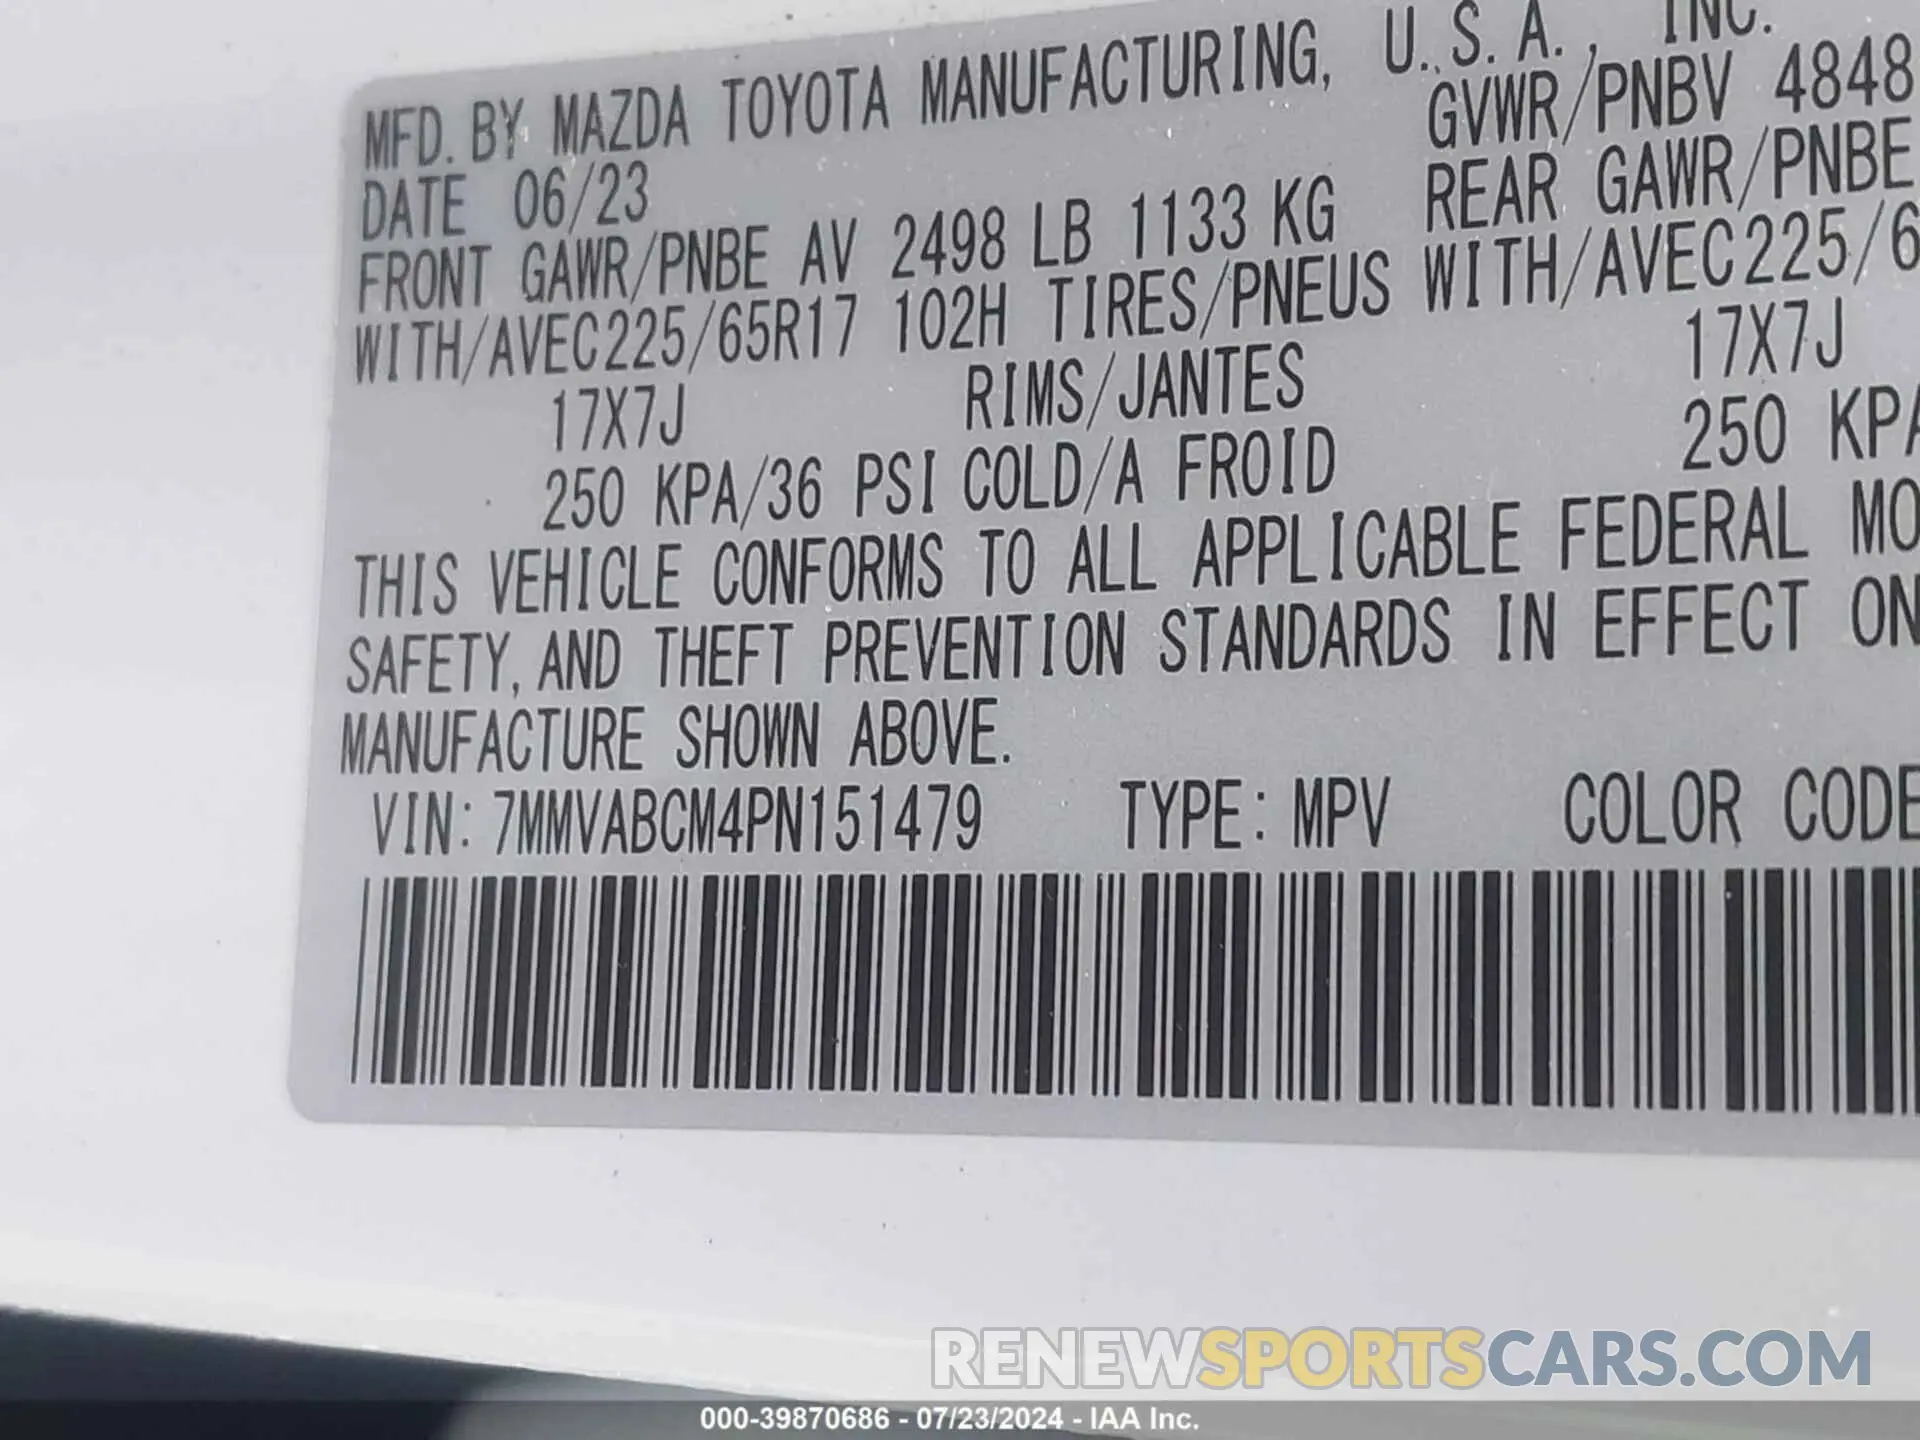 MFD. BY MAZDA TOYOTA MANUFACTURING, U.S.A., INC.
DATE 06/23 GVWR/PNBV 4848
FRONT GAWR/PNBE AV 2498 LB 1133 KG REAR GAWR/PNBE
WITH/AVEC225/65R17 102H TIRES/PNEUS WITH/AVEC225/6
17X7J RIMS/JANTES 17X7J
250 KPA/36 PSI COLD/A FROID 250 KPA
THIS VEHICLE CONFORMS TO ALL APPLICABLE FEDERAL MO
SAFETY, AND THEFT PREVENTION STANDARDS IN EFFECT ON
MANUFACTURE SHOWN ABOVE.
VIN: 7MMVABCM4PN151479 TYPE: MPV COLOR CODE
RENEWSPORTSCARS.COM
000-39870686 - 07/23/2024 - IAA Inc.